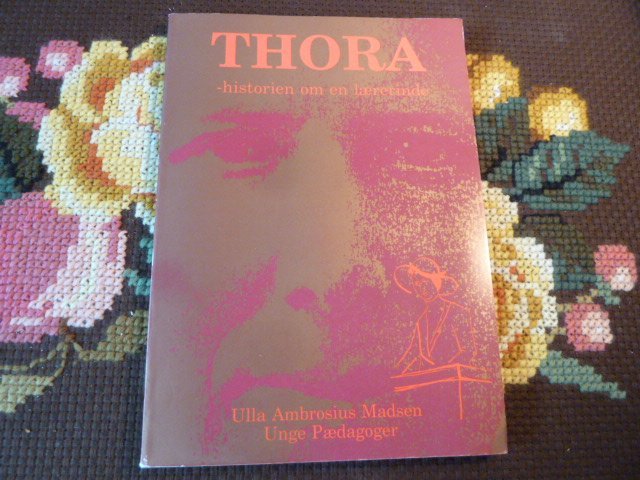 THORA
-historien om en lærerinde
Ulla Ambrosius Madsen
Unge Pædagoger